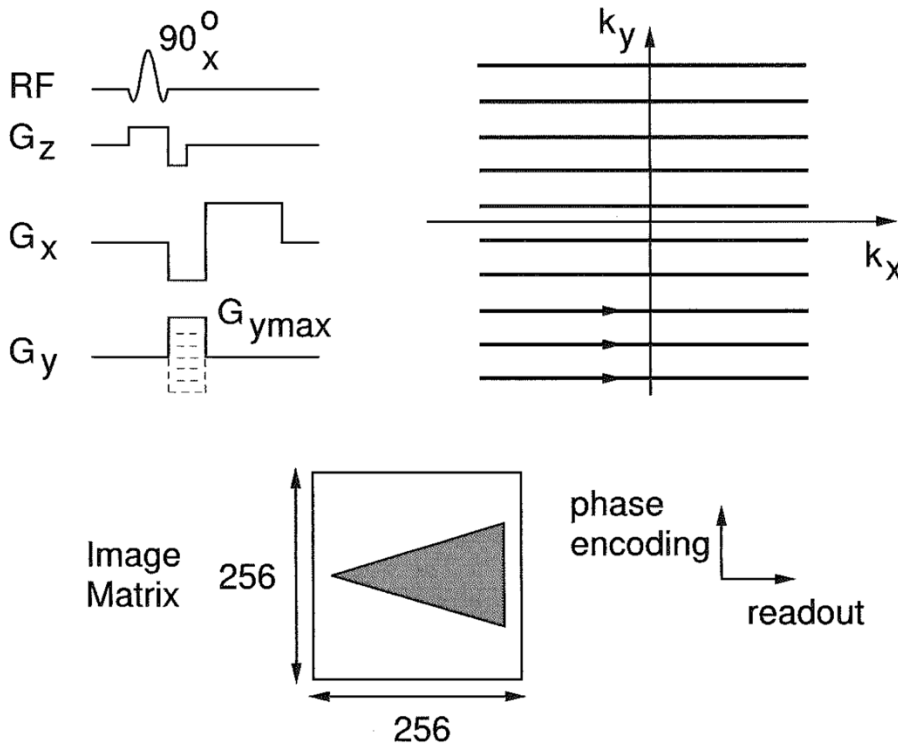 90°x
RF
Gz
Gx
Gymax
Gy
ky
kx
Image
Matrix
256
256
phase
encoding
readout